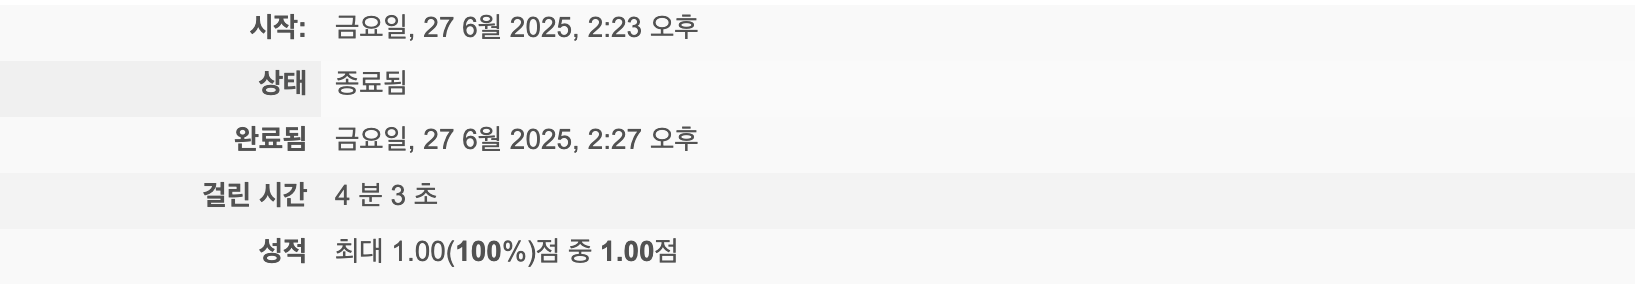 시작: 금요일, 27 6월 2025, 2:23 오후
상태 종료됨
완료됨 금요일, 27 6월 2025, 2:27 오후
걸린 시간 4 분 3 초
성적 최대 1.00(100%)점 중 1.00점